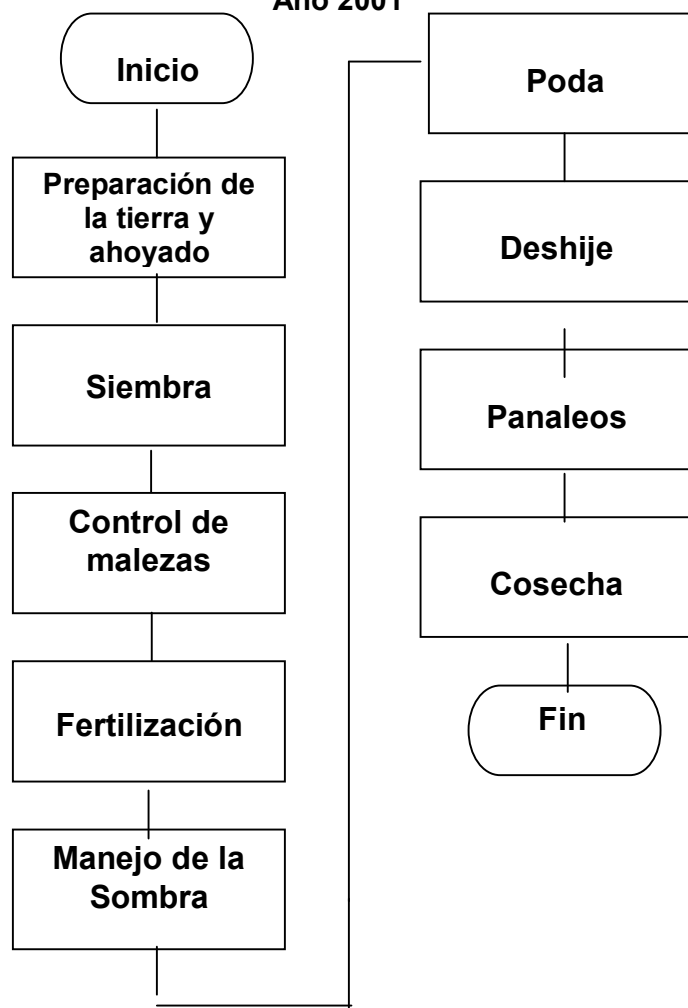 Año 2001
Inicio
Preparación de
la tierra y
ahoyado
Siembra
Control de
malezas
Fertilización
Manejo de la
Sombra
Poda
Deshije
Panaleos
Cosecha
Fin